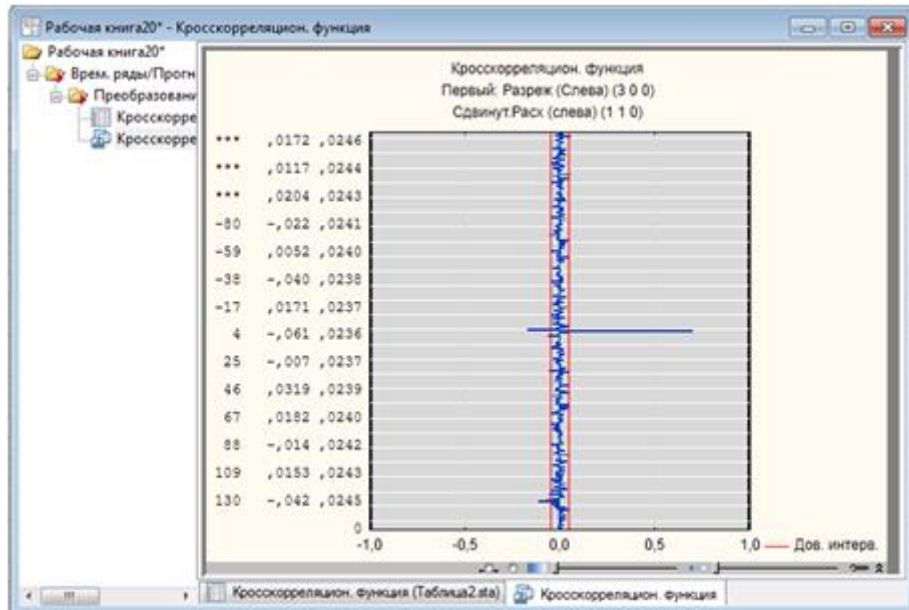 Рабочая книга20* - Кросскорреляцион. функция
Рабочая книга20*
Врем. ряды/Прогн
Преобразовани
Кросскорре
Кросскорре
Кросскорреляцион. функция
Первый: Разреж (Слева) (3 0 0)
Сдвинут:Расх (слева) (1 1 0)
*** ,0172 ,0246
*** ,0117 ,0244
*** ,0204 ,0243
-80 -,022 ,0241
-59 ,0052 ,0240
-38 -,040 ,0238
-17 ,0171 ,0237
4 -,061 ,0236
25 -,007 ,0237
46 ,0319 ,0239
67 ,0182 ,0240
88 -,014 ,0242
109 ,0153 ,0243
130 -,042 ,0245
0
-1,0 -0,5 0,0 0,5 1,0
Дов. интерв.
Кросскорреляцион. функция (Таблица2.sta) Кросскорреляцион. функция